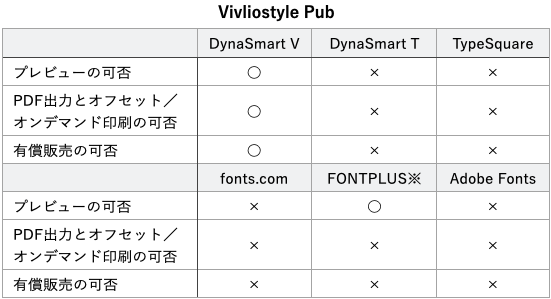 Vivliostyle Pub
DynaSmart V DynaSmart T TypeSquare
プレビューの可否 ○ × ×
PDF出力とオフセット／
オンデマンド印刷の可否 ○ × ×
有償販売の可否 ○ × ×
fonts.com FONTPLUS※ Adobe Fonts
プレビューの可否 × ○ ×
PDF出力とオフセット／
オンデマンド印刷の可否 × × ×
有償販売の可否 × × ×